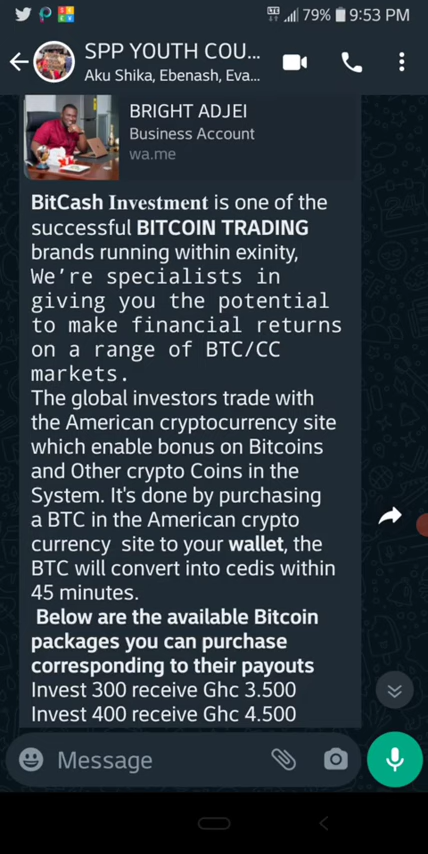 79% 9:53 PM
SPP YOUTH COU...
Aku Shika, Ebenash, Eva...
BRIGHT ADJEI
Business Account
wa.me
BitCash Investment is one of the
successful BITCOIN TRADING
brands running within exinity,
We're specialists in
giving you the potential
to make financial returns
on a range of BTC/CC
markets.
The global investors trade with
the American cryptocurrency site
which enable bonus on Bitcoins
and Other crypto Coins in the
System. It's done by purchasing
a BTC in the American crypto
currency site to your wallet, the
BTC will convert into cedis within
45 minutes.
Below are the available Bitcoin
packages you can purchase
corresponding to their payouts
Invest 300 receive Ghc 3.500
Invest 400 receive Ghc 4.500
Message